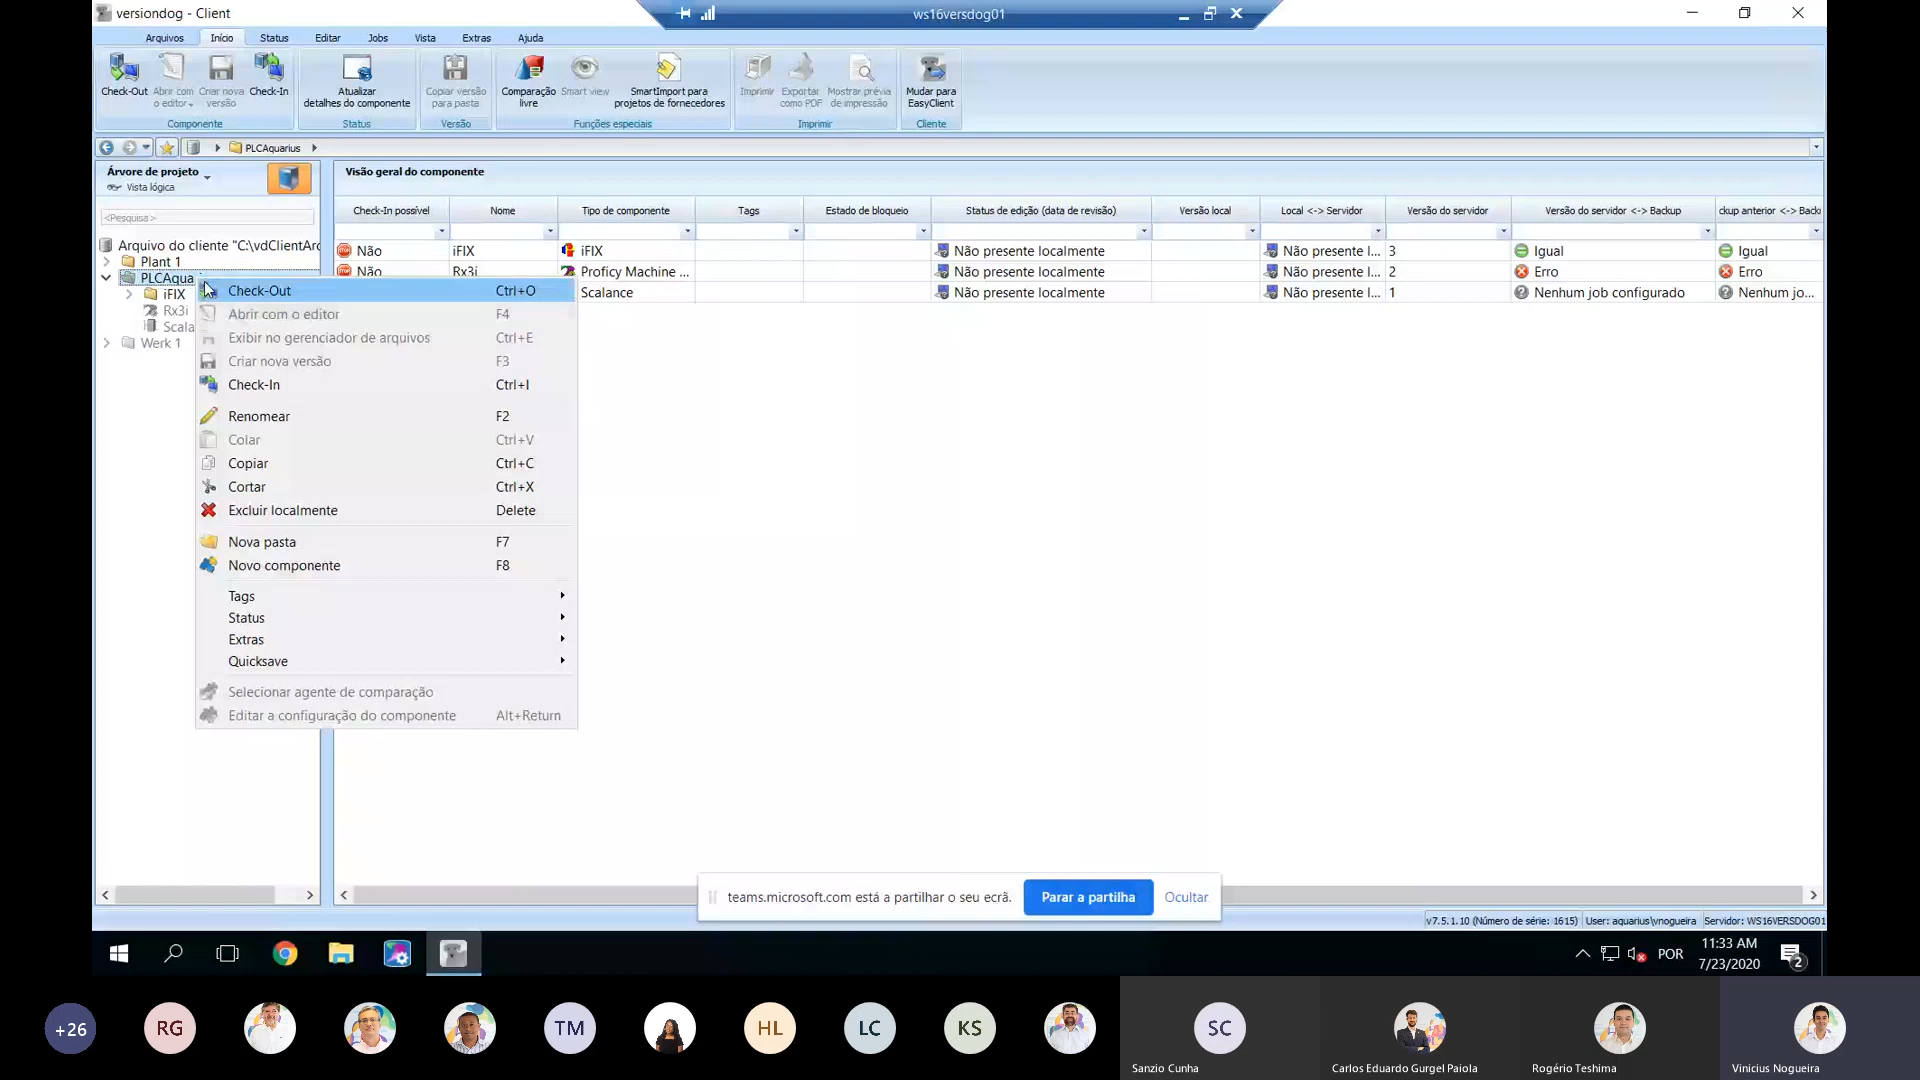 versiondog - Client
ws16versdog01
Arquivos Início Status Editar Jobs Vista Extras Ajuda
Check-Out
Abrir com o editor
Criar nova versão
Check-In
Atualizar detalhes do componente
Copiar versão para pasta
Comparação livre
Smart view
SmartImport para projetos de fornecedores
Imprimir
Exportar como PDF
Mostrar prévia de impressão
Mudar para EasyClient
Componente Status Versão Funções especiais Imprimir Cliente
PLCAquarius
Árvore de projeto
Vista lógica
<Pesquisa>
Arquivo do cliente "C:\vdClientArc
Plant 1
PLCAqua
iFIX
Rx3i
Scala
Werk 1
Visão geral do componente
Check-In possível Nome Tipo de componente Tags Estado de bloqueio Status de edição (data de revisão) Versão local Local <-> Servidor Versão do servidor Versão do servidor <-> Backup ckup anterior <-> Backu
Não iFIX iFIX Não presente localmente Não presente l... 3 Igual Igual
Não Rx3i Proficy Machine ... Não presente localmente Não presente l... 2 Erro Erro
Scalance Não presente localmente Não presente l... 1 Nenhum job configurado Nenhum jo...
Check-Out Ctrl+O
Abrir com o editor F4
Exibir no gerenciador de arquivos Ctrl+E
Criar nova versão F3
Check-In Ctrl+I
Renomear F2
Colar Ctrl+V
Copiar Ctrl+C
Cortar Ctrl+X
Excluir localmente Delete
Nova pasta F7
Novo componente F8
Tags
Status
Extras
Quicksave
Selecionar agente de comparação
Editar a configuração do componente Alt+Return
teams.microsoft.com está a partilhar o seu ecrã. Parar a partilha Ocultar
v7.5.1.10 (Número de série: 1615) User: aquarius\vnogueira Servidor: WS16VERSDOG01
POR
11:33 AM
7/23/2020
2
+26 RG TM HL LC KS SC
Sanzio Cunha Carlos Eduardo Gurgel Paiola Rogério Teshima Vinicius Nogueira